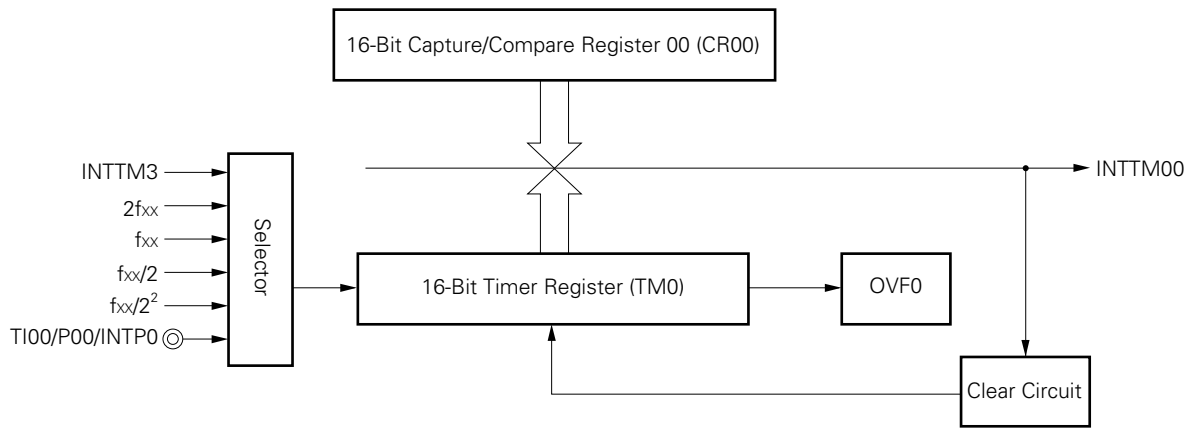 16-Bit Capture/Compare Register 00 (CR00)
INTTM3
2fxx
fxx
fxx/2
fxx/2²
TI00/P00/INTP0
Selector
INTTM00
16-Bit Timer Register (TM0)
OVF0
Clear Circuit